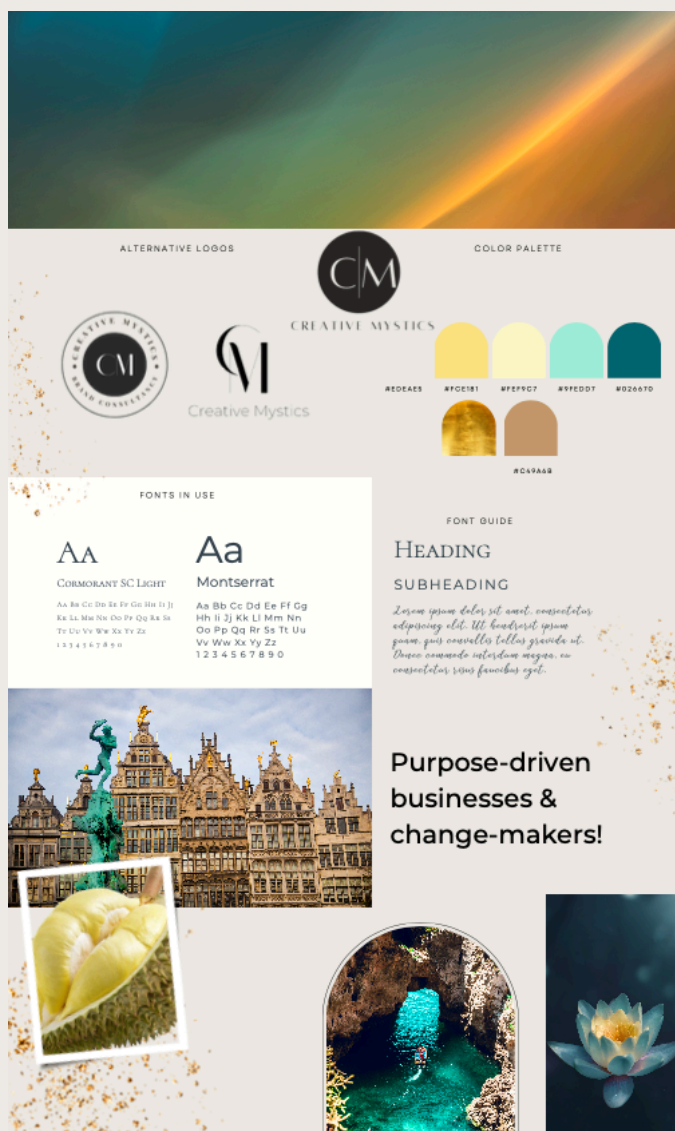 ALTERNATIVE LOGOS
COLOR PALETTE
C|M
CREATIVE MYSTICS
CREATIVE MYSTICS
CM
BRAND CONSULTANCY
CM
Creative Mystics
#EDEAE5 #FCE181 #FEF9C7 #9FEDD7 #026670
#C49A6B
FONTS IN USE
Aa
Cormorant SC Light
Aa Bb Cc Dd Ee Ff Gg Hh Ii Jj
Kk Ll Mm Nn Oo Pp Qq Rr Ss
Tt Uu Vv Ww Xx Yy Zz
1 2 3 4 5 6 7 8 9 0
Aa
Montserrat
Aa Bb Cc Dd Ee Ff Gg
Hh Ii Jj Kk Ll Mm Nn
Oo Pp Qq Rr Ss Tt Uu
Vv Ww Xx Yy Zz
1 2 3 4 5 6 7 8 9 0
FONT GUIDE
Heading
SUBHEADING
Lorem ipsum dolor sit amet, consectetur
adipiscing elit. Ut hendrerit ipsum
quam, quis convallis tellus gravida ut.
Donec commodo interdum magna, eu
consectetur risus faucibus eget.
Purpose-driven
businesses &
change-makers!